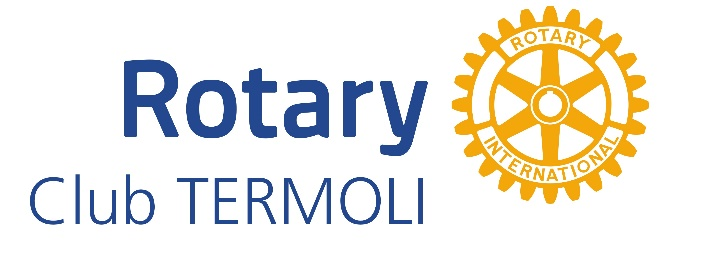 Rotary
Club TERMOLI
ROTARY
INTERNATIONAL